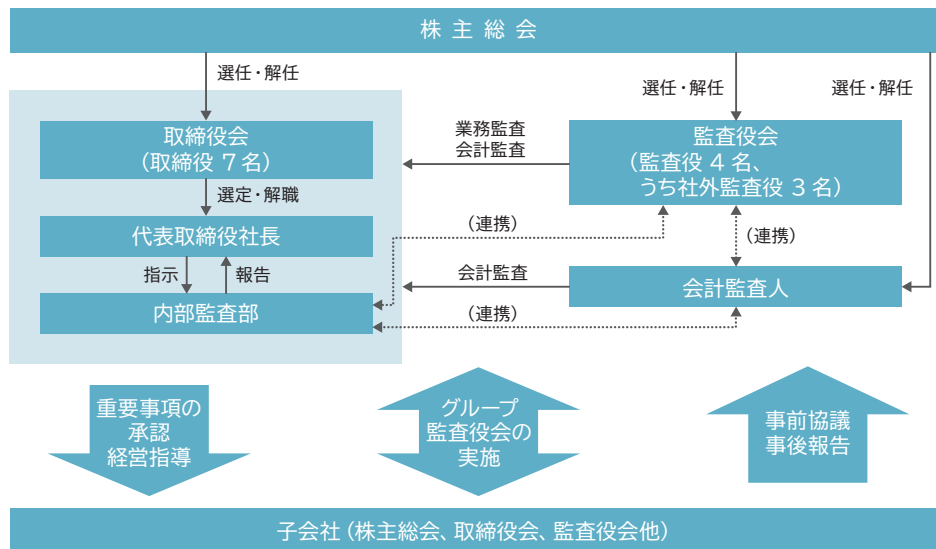 株主総会
選任・解任
選任・解任
選任・解任
取締役会
（取締役 7 名）
業務監査
会計監査
監査役会
（監査役 4 名、
うち社外監査役 3 名）
選定・解職
代表取締役社長
（連携）
（連携）
指示
報告
会計監査
会計監査人
内部監査部
（連携）
重要事項の
承認
経営指導
グループ
監査役会の
実施
事前協議
事後報告
子会社（株主総会、取締役会、監査役会他）